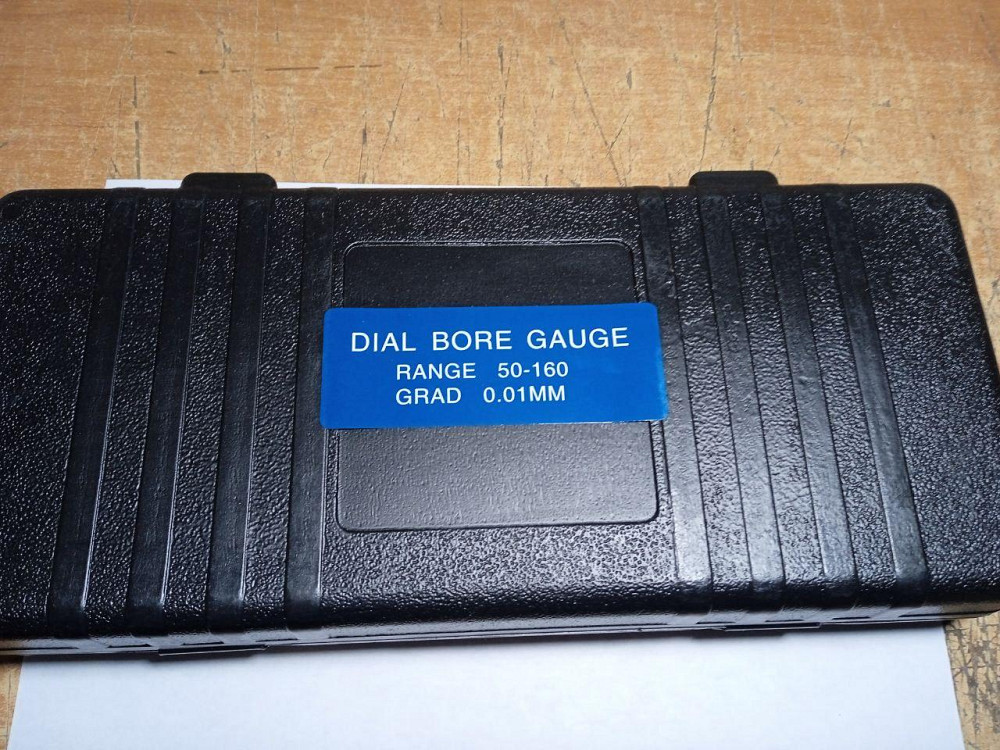 DIAL BORE GAUGE
RANGE 50-160
GRAD 0.01MM